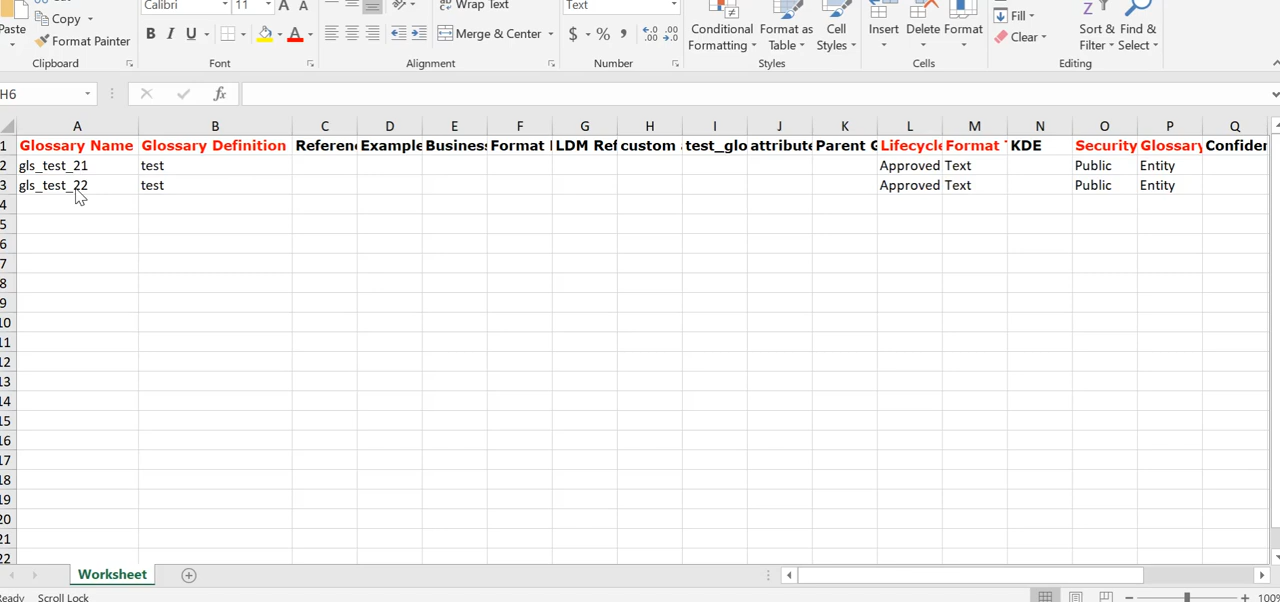 Calibri 11 A A Wrap Text Text
Copy
Paste Format Painter B I U A Merge & Center $ % , Conditional Format as Cell Insert Delete Format Fill Clear Sort & Find &
Formatting Table Styles Filter Select
Clipboard Font Alignment Number Styles Cells Editing
H6 fx
A B C D E F G H I J K L M N O P Q
1 Glossary Name Glossary Definition Referen Example Business Format LDM Ref custom test_glo attribute Parent G Lifecycle Format KDE Security Glossary Confiden
2 gls_test_21 test Approved Text Public Entity
3 gls_test_22 test Approved Text Public Entity
4
5
6
7
8
9
10
11
12
13
14
15
16
17
18
19
20
21
22
Worksheet
Ready Scroll Lock 100%